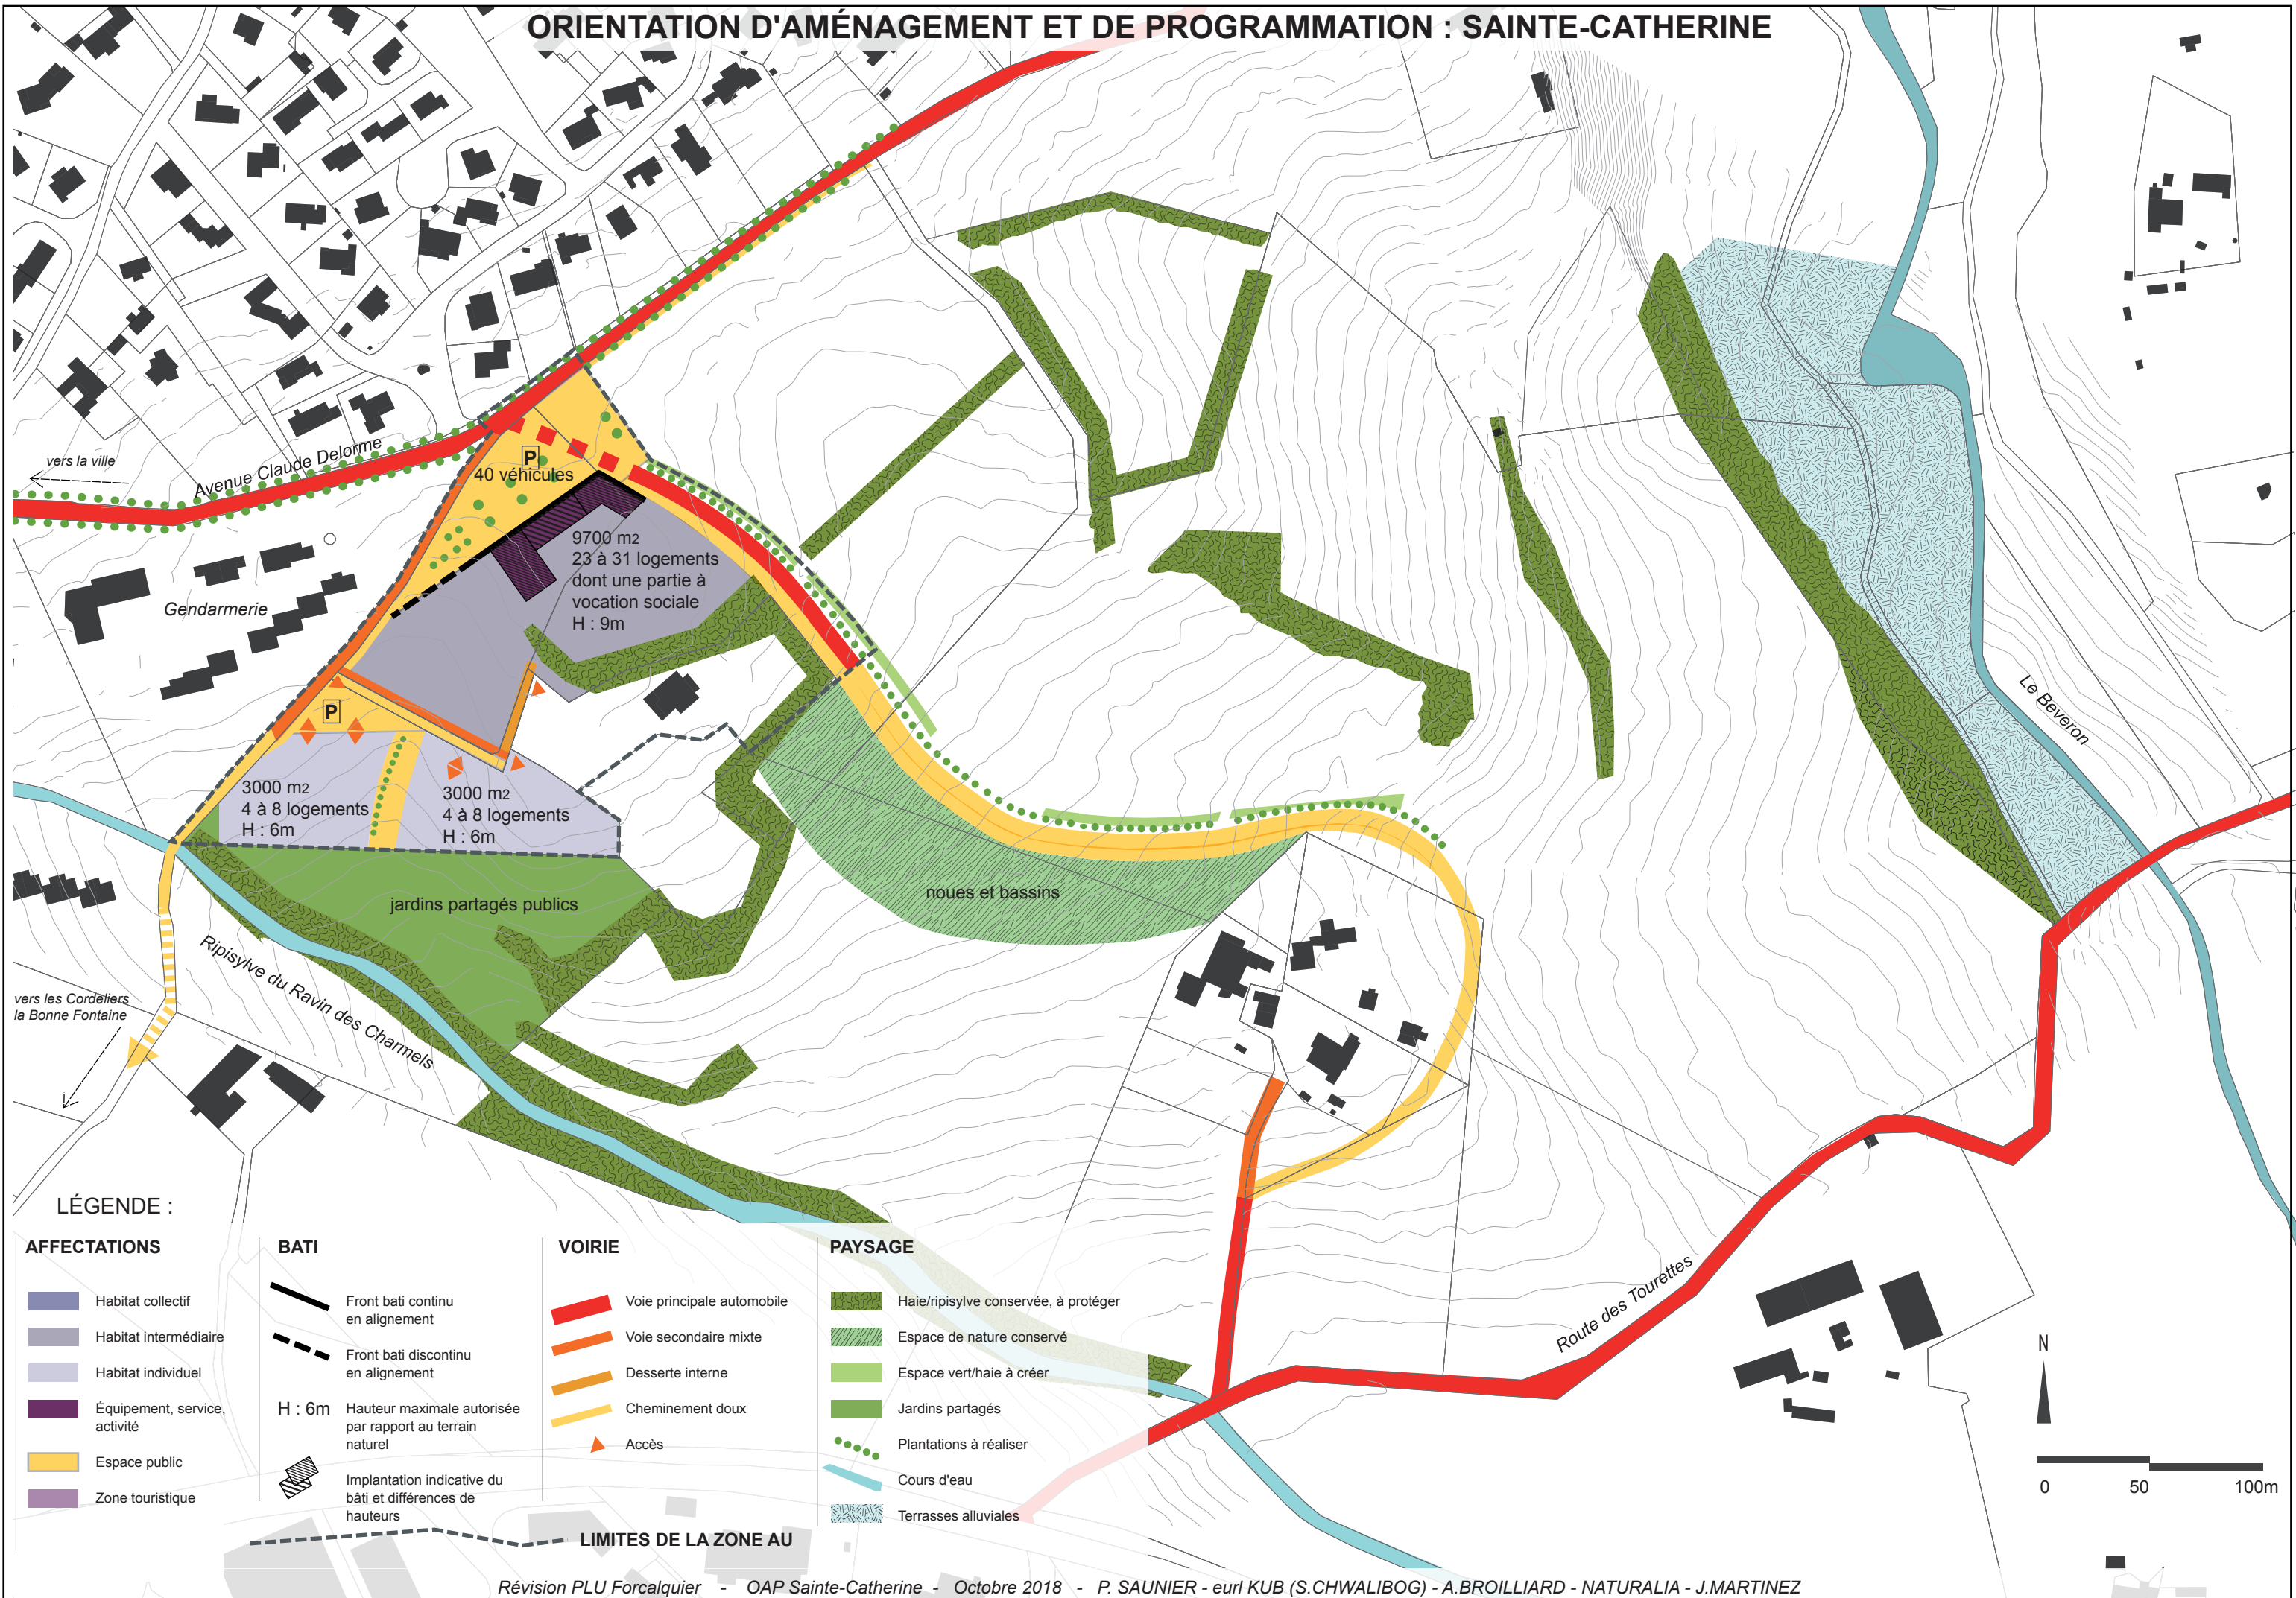 ORIENTATION D'AMÉNAGEMENT ET DE PROGRAMMATION : SAINTE-CATHERINE
vers la ville
Avenue Claude Delorme
P
40 véhicules
9700 m2
23 à 31 logements
dont une partie à
vocation sociale
H : 9m
Gendarmerie
P
3000 m2
4 à 8 logements
H : 6m
3000 m2
4 à 8 logements
H : 6m
Le Beveron
jardins partagés publics
noues et bassins
Ripisylve du Ravin des Charmels
vers les Cordeliers
la Bonne Fontaine
Route des Tourettes
LÉGENDE :
AFFECTATIONS
Habitat collectif
Habitat intermédiaire
Habitat individuel
Équipement, service,
activité
Espace public
Zone touristique
BATI
Front bati continu
en alignement
Front bati discontinu
en alignement
H : 6m Hauteur maximale autorisée
par rapport au terrain
naturel
Implantation indicative du
bâti et différences de
hauteurs
VOIRIE
Voie principale automobile
Voie secondaire mixte
Desserte interne
Cheminement doux
Accès
PAYSAGE
Haie/ripisylve conservée, à protéger
Espace de nature conservé
Espace vert/haie à créer
Jardins partagés
Plantations à réaliser
Cours d'eau
Terrasses alluviales
LIMITES DE LA ZONE AU
N
0 50 100m
Révision PLU Forcalquier - OAP Sainte-Catherine - Octobre 2018 - P. SAUNIER - eurl KUB (S.CHWALIBOG) - A.BROILLIARD - NATURALIA - J.MARTINEZ